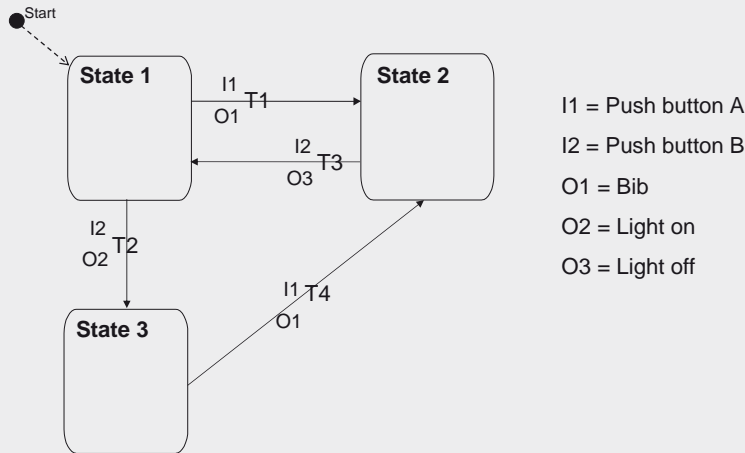 Start
State 1
State 2
I1
T1
O1
I2
T3
O3
I2
T2
O2
I1
T4
O1
State 3
I1 = Push button A
I2 = Push button B
O1 = Bib
O2 = Light on
O3 = Light off